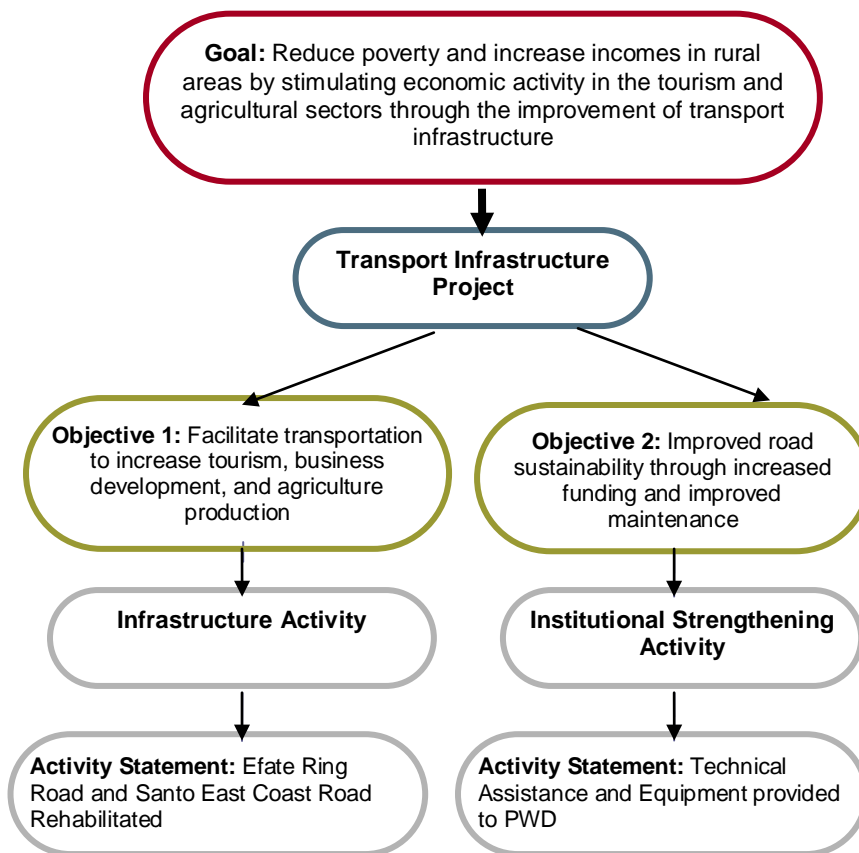 Goal: Reduce poverty and increase incomes in rural
areas by stimulating economic activity in the tourism and
agricultural sectors through the improvement of transport
infrastructure
Transport Infrastructure
Project
Objective 1: Facilitate transportation
to increase tourism, business
development, and agriculture
production
Objective 2: Improved road
sustainability through increased
funding and improved
maintenance
Infrastructure Activity
Institutional Strengthening
Activity
Activity Statement: Efate Ring
Road and Santo East Coast Road
Rehabilitated
Activity Statement: Technical
Assistance and Equipment provided
to PWD